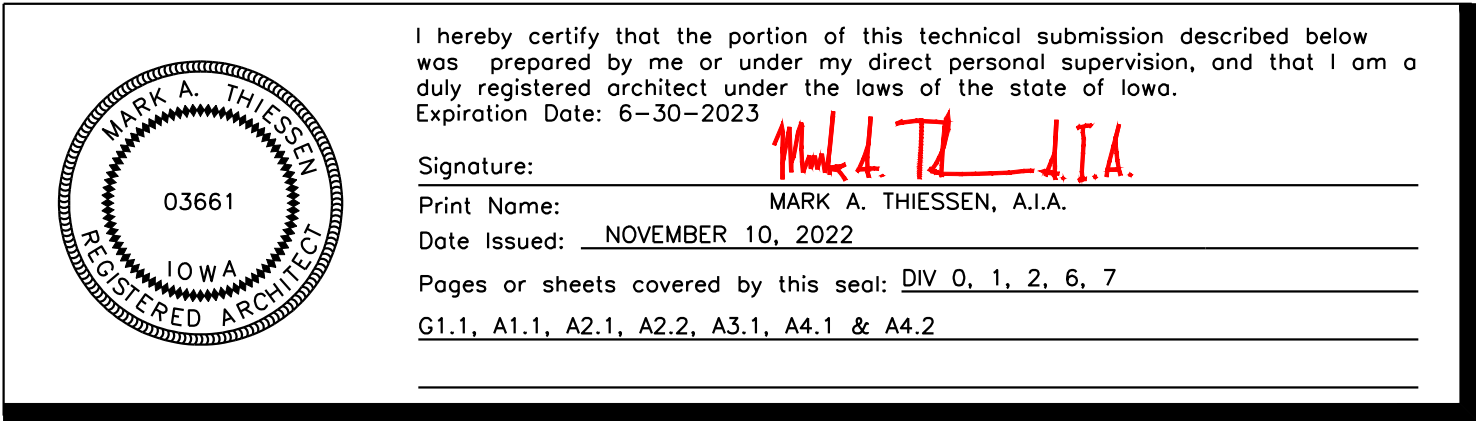 MARK A. THIESSEN
03661
IOWA
REGISTERED ARCHITECT
I hereby certify that the portion of this technical submission described below
was prepared by me or under my direct personal supervision, and that I am a
duly registered architect under the laws of the state of Iowa.
Expiration Date: 6-30-2023
Signature: Mark A. Th A.I.A.
Print Name: MARK A. THIESSEN, A.I.A.
Date Issued: NOVEMBER 10, 2022
Pages or sheets covered by this seal: DIV 0, 1, 2, 6, 7
G1.1, A1.1, A2.1, A2.2, A3.1, A4.1 & A4.2